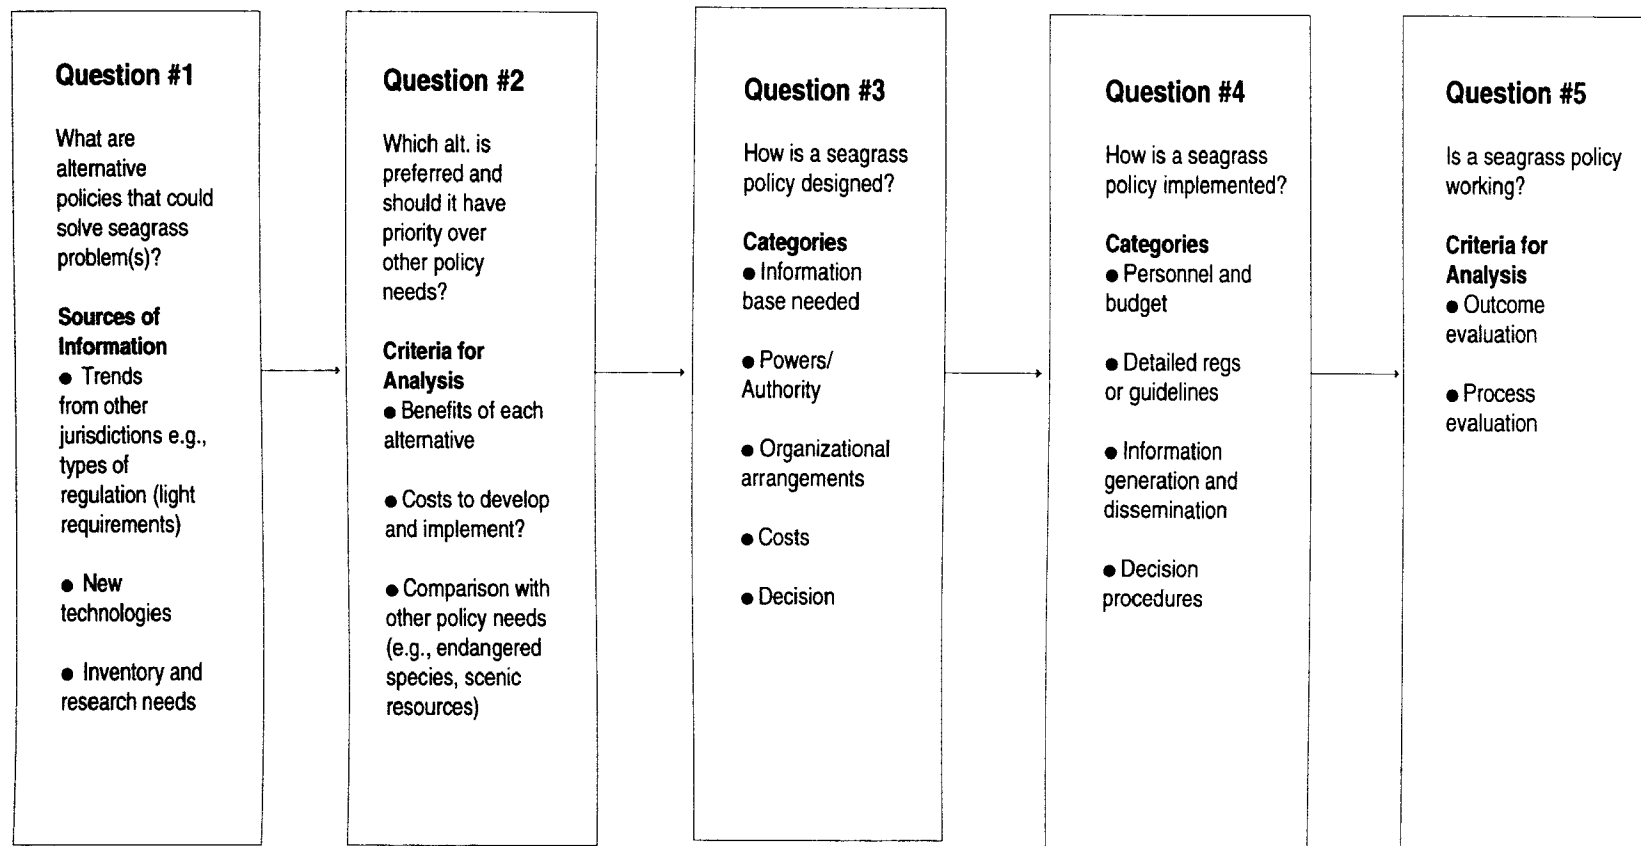 Question #1
What are
alternative
policies that could
solve seagrass
problem(s)?
Sources of
Information
● Trends
from other
jurisdictions e.g.,
types of
regulation (light
requirements)
● New
technologies
● Inventory and
research needs
Question #2
Which alt. is
preferred and
should it have
priority over
other policy
needs?
Criteria for
Analysis
● Benefits of each
alternative
● Costs to develop
and implement?
● Comparison with
other policy needs
(e.g., endangered
species, scenic
resources)
Question #3
How is a seagrass
policy designed?
Categories
● Information
base needed
● Powers/
Authority
● Organizational
arrangements
● Costs
● Decision
Question #4
How is a seagrass
policy implemented?
Categories
● Personnel and
budget
● Detailed regs
or guidelines
● Information
generation and
dissemination
● Decision
procedures
Question #5
Is a seagrass policy
working?
Criteria for
Analysis
● Outcome
evaluation
● Process
evaluation